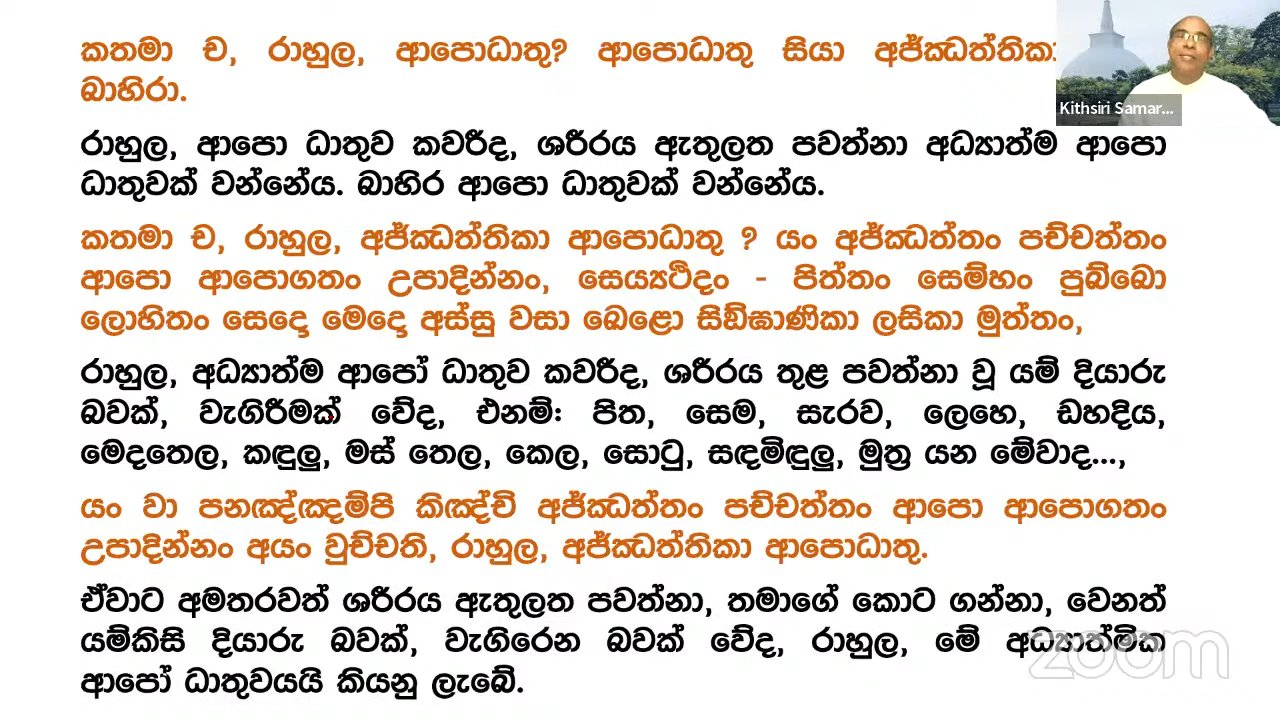 කතමා ච, රාහුල, ආපොධාතු? ආපොධාතු සියා අජ්ඣත්තිකා
බාහිරා.
Kithsiri Samar...
රාහුල, ආපො ධාතුව කවරීද, ශරීරය ඇතුලත පවත්නා අධ්‍යාත්ම ආපො
ධාතුවක් වන්නේය. බාහිර ආපො ධාතුවක් වන්නේය.
කතමා ච, රාහුල, අජ්ඣත්තිකා ආපොධාතු ? යං අජ්ඣත්තං පච්චත්තං
ආපො ආපොගතං උපාදින්නං, සෙය්‍යථිදං - පිත්තං සෙම්හං පුබ්බො
ලොහිතං සෙදො මෙදො අස්සු වසා ඛෙළො සිඞ්ඝාණිකා ලසිකා මුත්තං,
රාහුල, අධ්‍යාත්ම ආපෝ ධාතුව කවරීද, ශරීරය තුළ පවත්නා වූ යම් දියාරු
බවක්, වැගිරීමක් වේද, එනම්: පිත, සෙම, සැරව, ලෙහෙ, ඩහදිය,
මෙදතෙල, කඳුලු, මස් තෙල, කෙල, සොටු, සඳමිඳුලු, මුත්‍ර යන මේවාද...,
යං වා පනඤ්ඤම්පි කිඤ්චි අජ්ඣත්තං පච්චත්තං ආපො ආපොගතං
උපාදින්නං අයං වුච්චති, රාහුල, අජ්ඣත්තිකා ආපොධාතු.
ඒවාට අමතරවත් ශරීරය ඇතුලත පවත්නා, තමාගේ කොට ගන්නා, වෙනත්
යම්කිසි දියාරු බවක්, වැගිරෙන බවක් වේද, රාහුල, මේ අධ්‍යාත්මික
ආපෝ ධාතුවයයි කියනු ලැබේ.
zoom